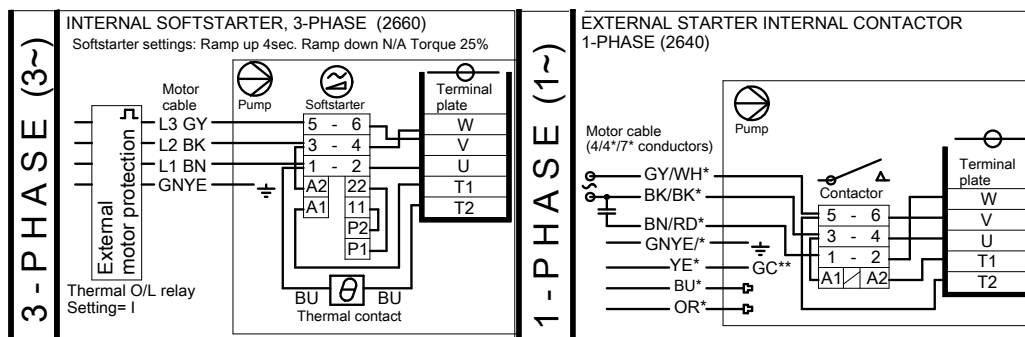 3-PHASE (3~)
INTERNAL SOFTSTARTER, 3-PHASE (2660)
Softstarter settings: Ramp up 4sec. Ramp down N/A Torque 25%
External
motor protection
Motor
cable
L3 GY
L2 BK
L1 BN
GNYE
Pump
Softstarter
5 - 6
3 - 4
1 - 2
A2 22
A1 11
P2
P1
Terminal
plate
W
V
U
T1
T2
BU θ BU
Thermal contact
Thermal O/L relay
Setting= I
1-PHASE (1~)
EXTERNAL STARTER INTERNAL CONTACTOR
1-PHASE (2640)
Motor cable
(4/4*/7* conductors)
~
GY/WH*
BK/BK*
BN/RD*
GNYE/*
YE*
GC**
BU*
OR*
Pump
Contactor
5 - 6
3 - 4
1 - 2
A1 A2
Terminal
plate
W
V
U
T1
T2